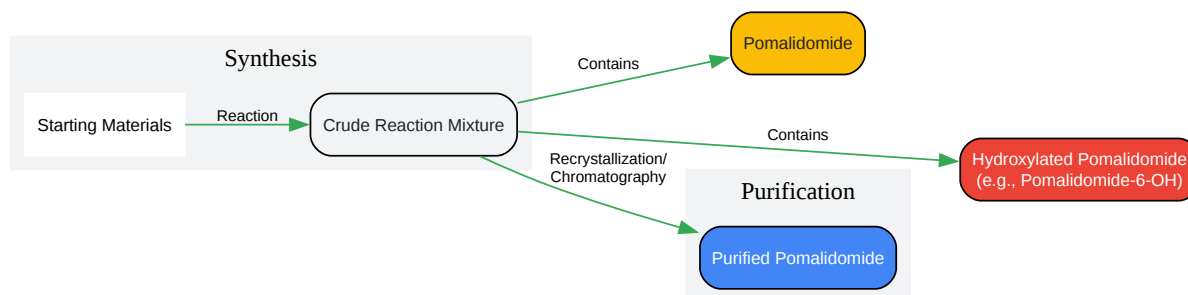 Synthesis
Starting Materials
Reaction
Crude Reaction Mixture
Contains
Pomalidomide
Contains
Hydroxylated Pomalidomide
(e.g., Pomalidomide-6-OH)
Recrystallization/
Chromatography
Purification
Purified Pomalidomide